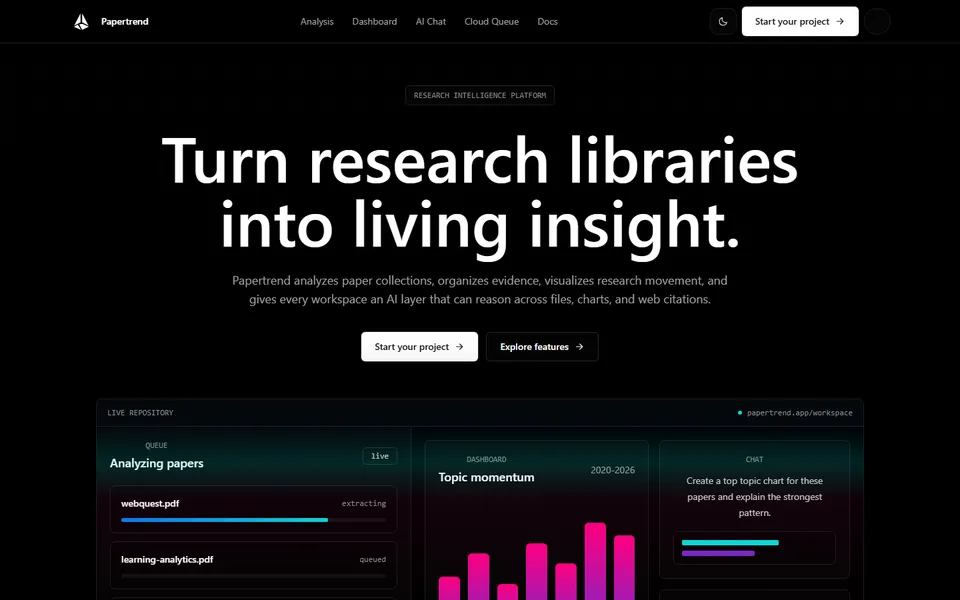 Papertrend
Analysis
Dashboard
AI Chat
Cloud Queue
Docs
Start your project →
RESEARCH INTELLIGENCE PLATFORM
Turn research libraries
into living insight.
Papertrend analyzes paper collections, organizes evidence, visualizes research movement, and
gives every workspace an AI layer that can reason across files, charts, and web citations.
Start your project →
Explore features →
LIVE REPOSITORY
papertrend.app/workspace
QUEUE
Analyzing papers
live
webquest.pdf
extracting
learning-analytics.pdf
queued
DASHBOARD
Topic momentum
2020-2026
CHAT
Create a top topic chart for these
papers and explain the strongest
pattern.